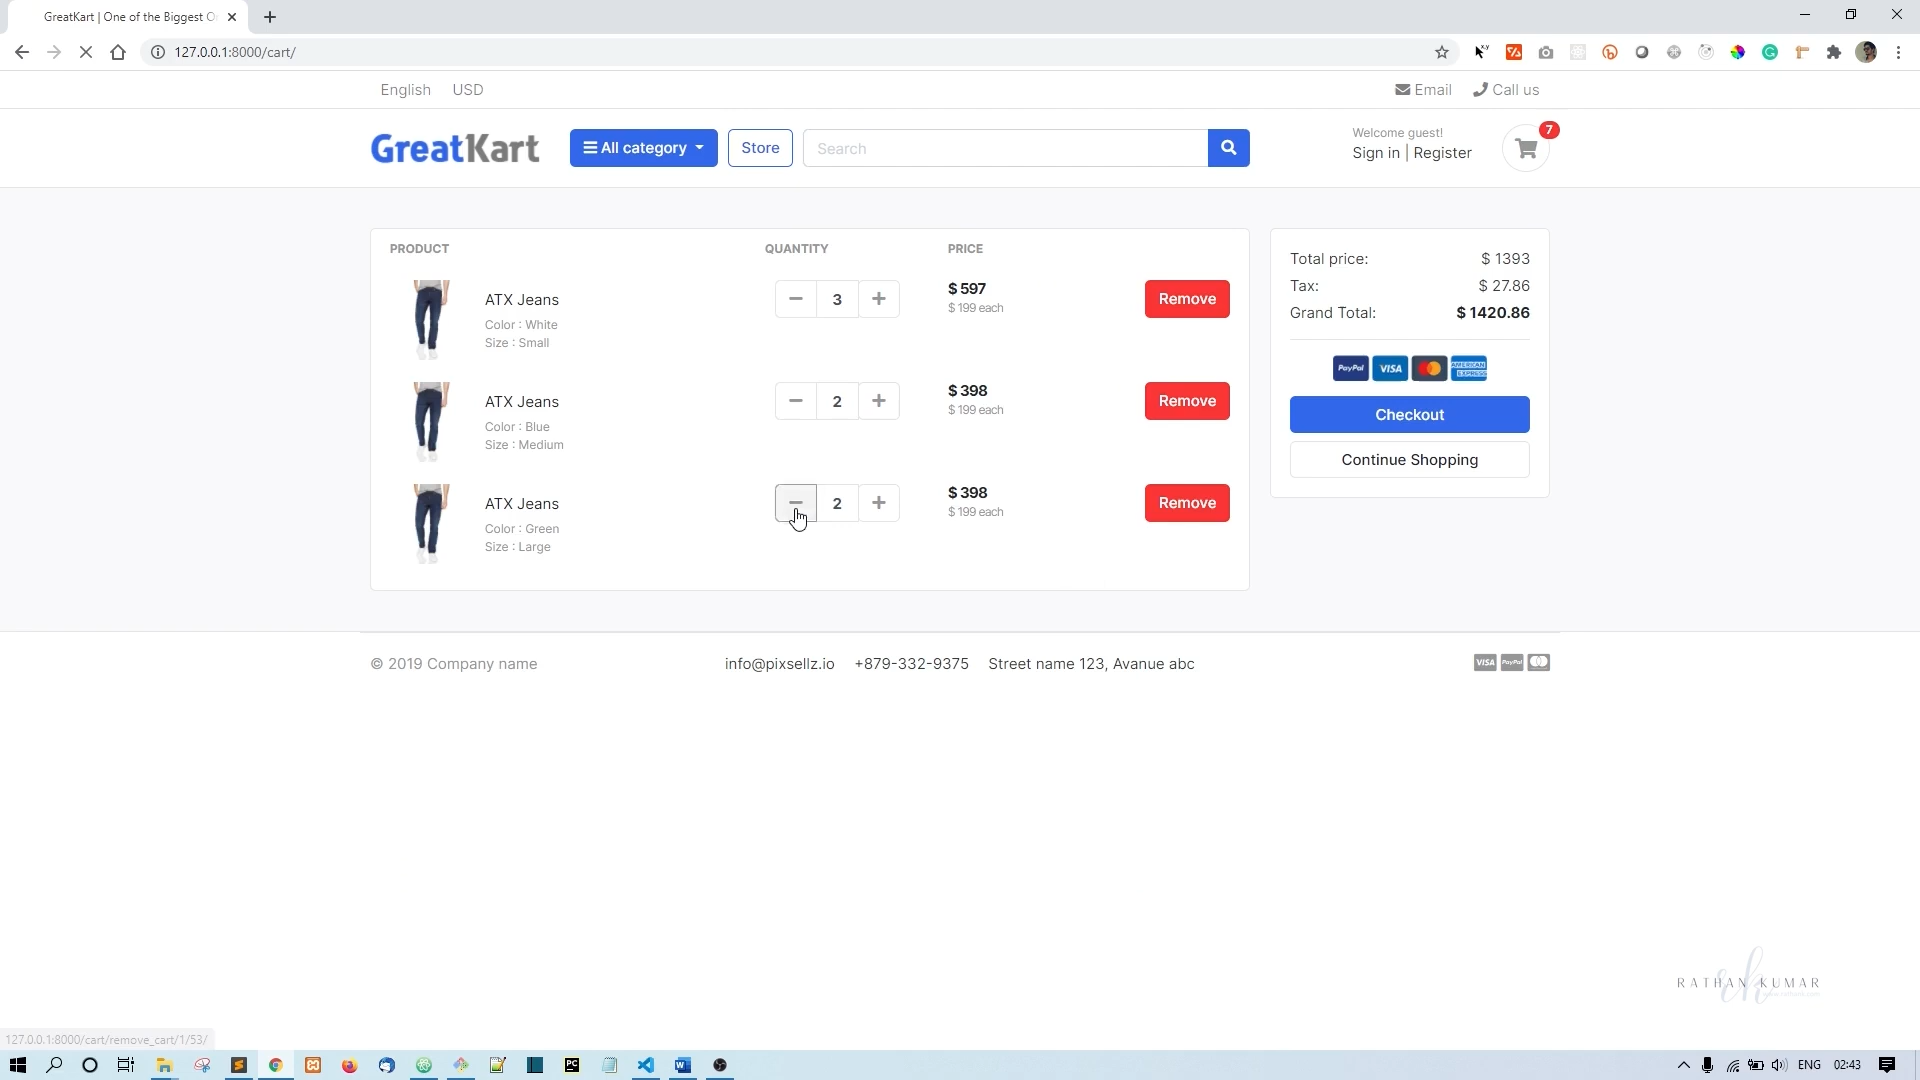 GreatKart | One of the Biggest O
127.0.0.1:8000/cart/
English USD
Email Call us
GreatKart
All category
Store
Search
Welcome guest!
Sign in | Register
7
PRODUCT QUANTITY PRICE
ATX Jeans
Color : White
Size : Small
3
$ 597
$ 199 each
Remove
ATX Jeans
Color : Blue
Size : Medium
2
$ 398
$ 199 each
Remove
ATX Jeans
Color : Green
Size : Large
2
$ 398
$ 199 each
Remove
Total price: $ 1393
Tax: $ 27.86
Grand Total: $ 1420.86
PayPal VISA AMERICAN EXPRESS
Checkout
Continue Shopping
© 2019 Company name
info@pixsellz.io +879-332-9375 Street name 123, Avanue abc
VISA PayPal
RATHAN KUMAR
127.0.0.1:8000/cart/remove_cart/1/53/
PC
ENG 02:43